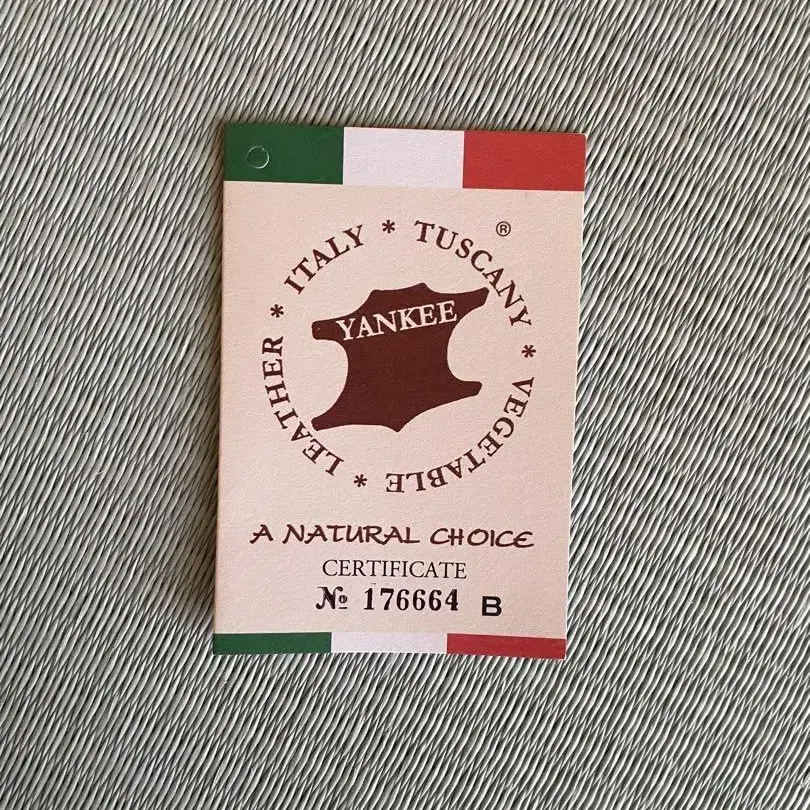 ITALY * TUSCANY * VEGETABLE * LEATHER *
®
YANKEE
A NATURAL CHOICE
CERTIFICATE
№ 176664 B